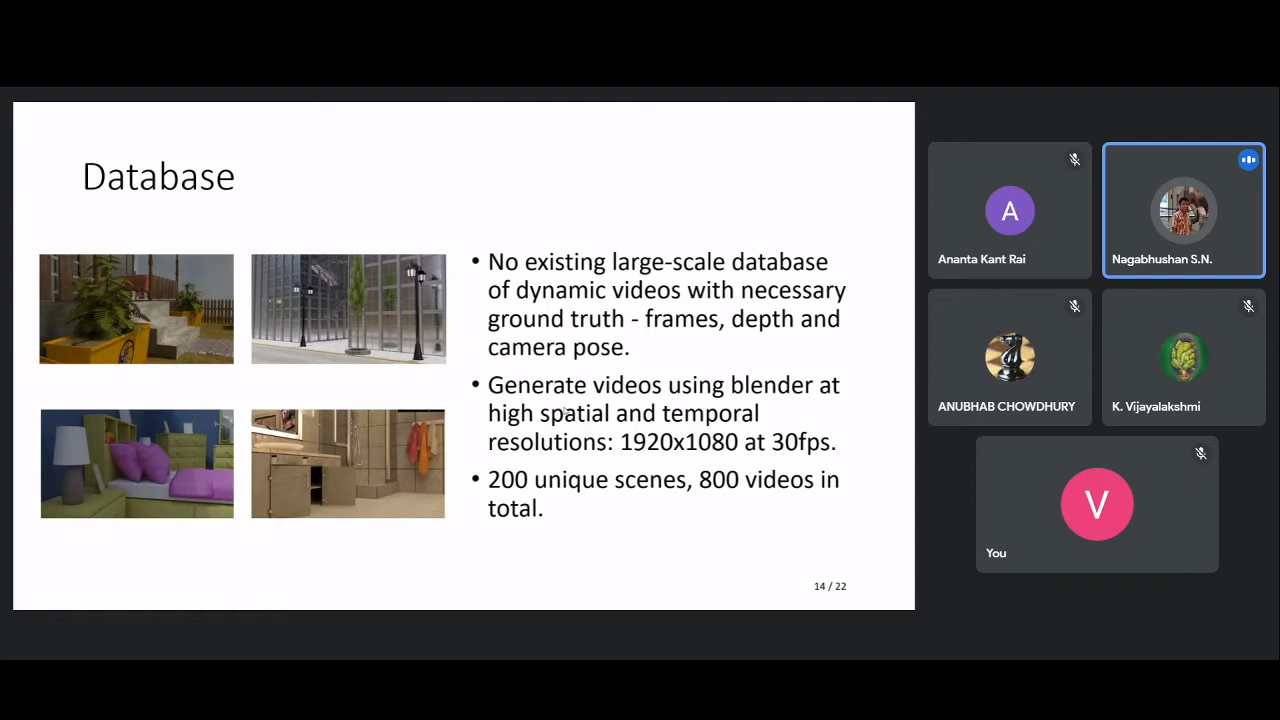 Database
• No existing large-scale database
of dynamic videos with necessary
ground truth - frames, depth and
camera pose.
• Generate videos using blender at
high spatial and temporal
resolutions: 1920x1080 at 30fps.
• 200 unique scenes, 800 videos in
total.
14 / 22
A
Ananta Kant Rai
Nagabhushan S.N.
ANUBHAB CHOWDHURY
K. Vijayalakshmi
V
You